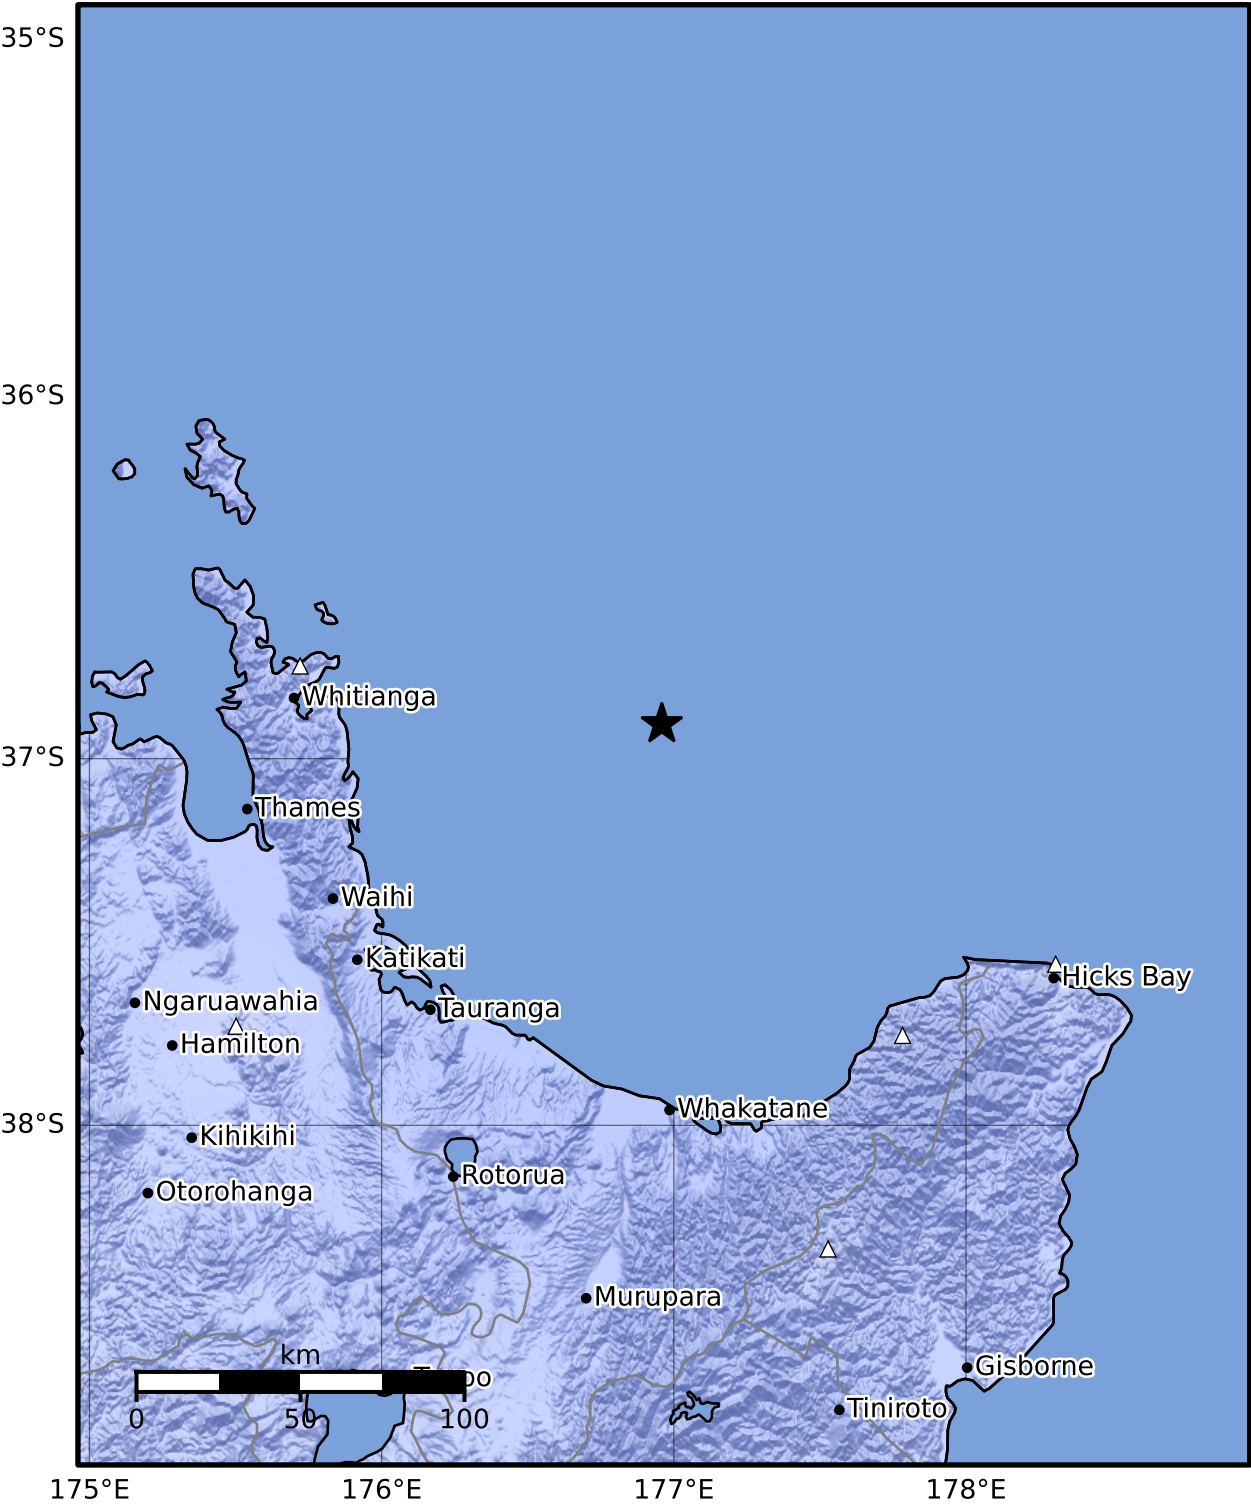 35°S
36°S
Whitianga
37°S
Thames
Waihi
Katikati
Hicks Bay
Ngaruawahia
Tauranga
Hamilton
Whakatane
38°S
Kihikihi
Rotorua
Otorohanga
Murupara
km
Gisborne
Tiniroto
0 50 100
175°E 176°E 177°E 178°E